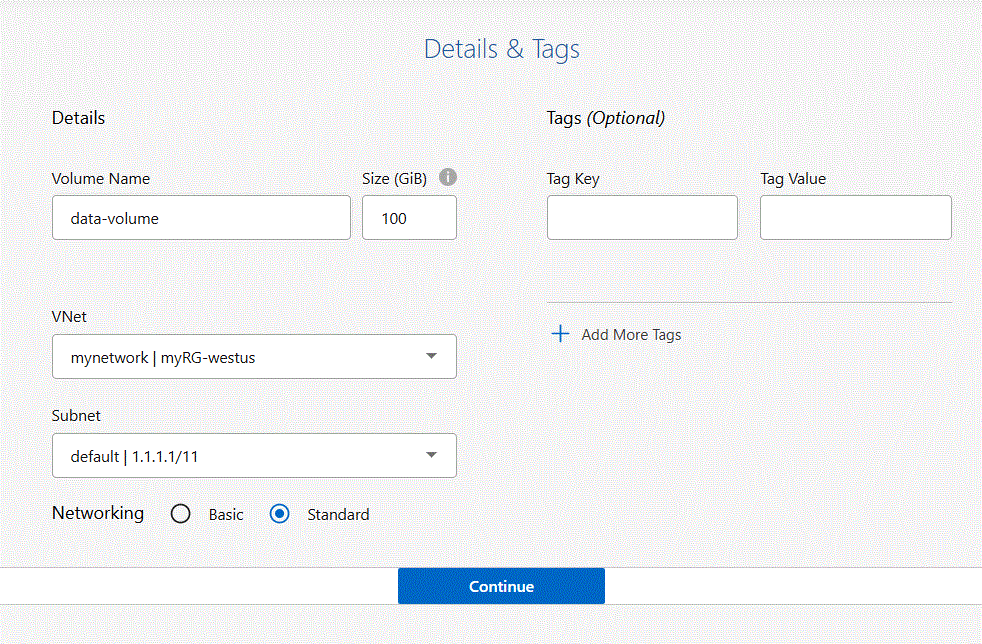 Details & Tags
Details
Volume Name
Size (GiB)
data-volume
100
VNet
mynetwork | myRG-westus
Subnet
default | 1.1.1.1/11
Networking
Basic
Standard
Tags (Optional)
Tag Key
Tag Value
Add More Tags
Continue